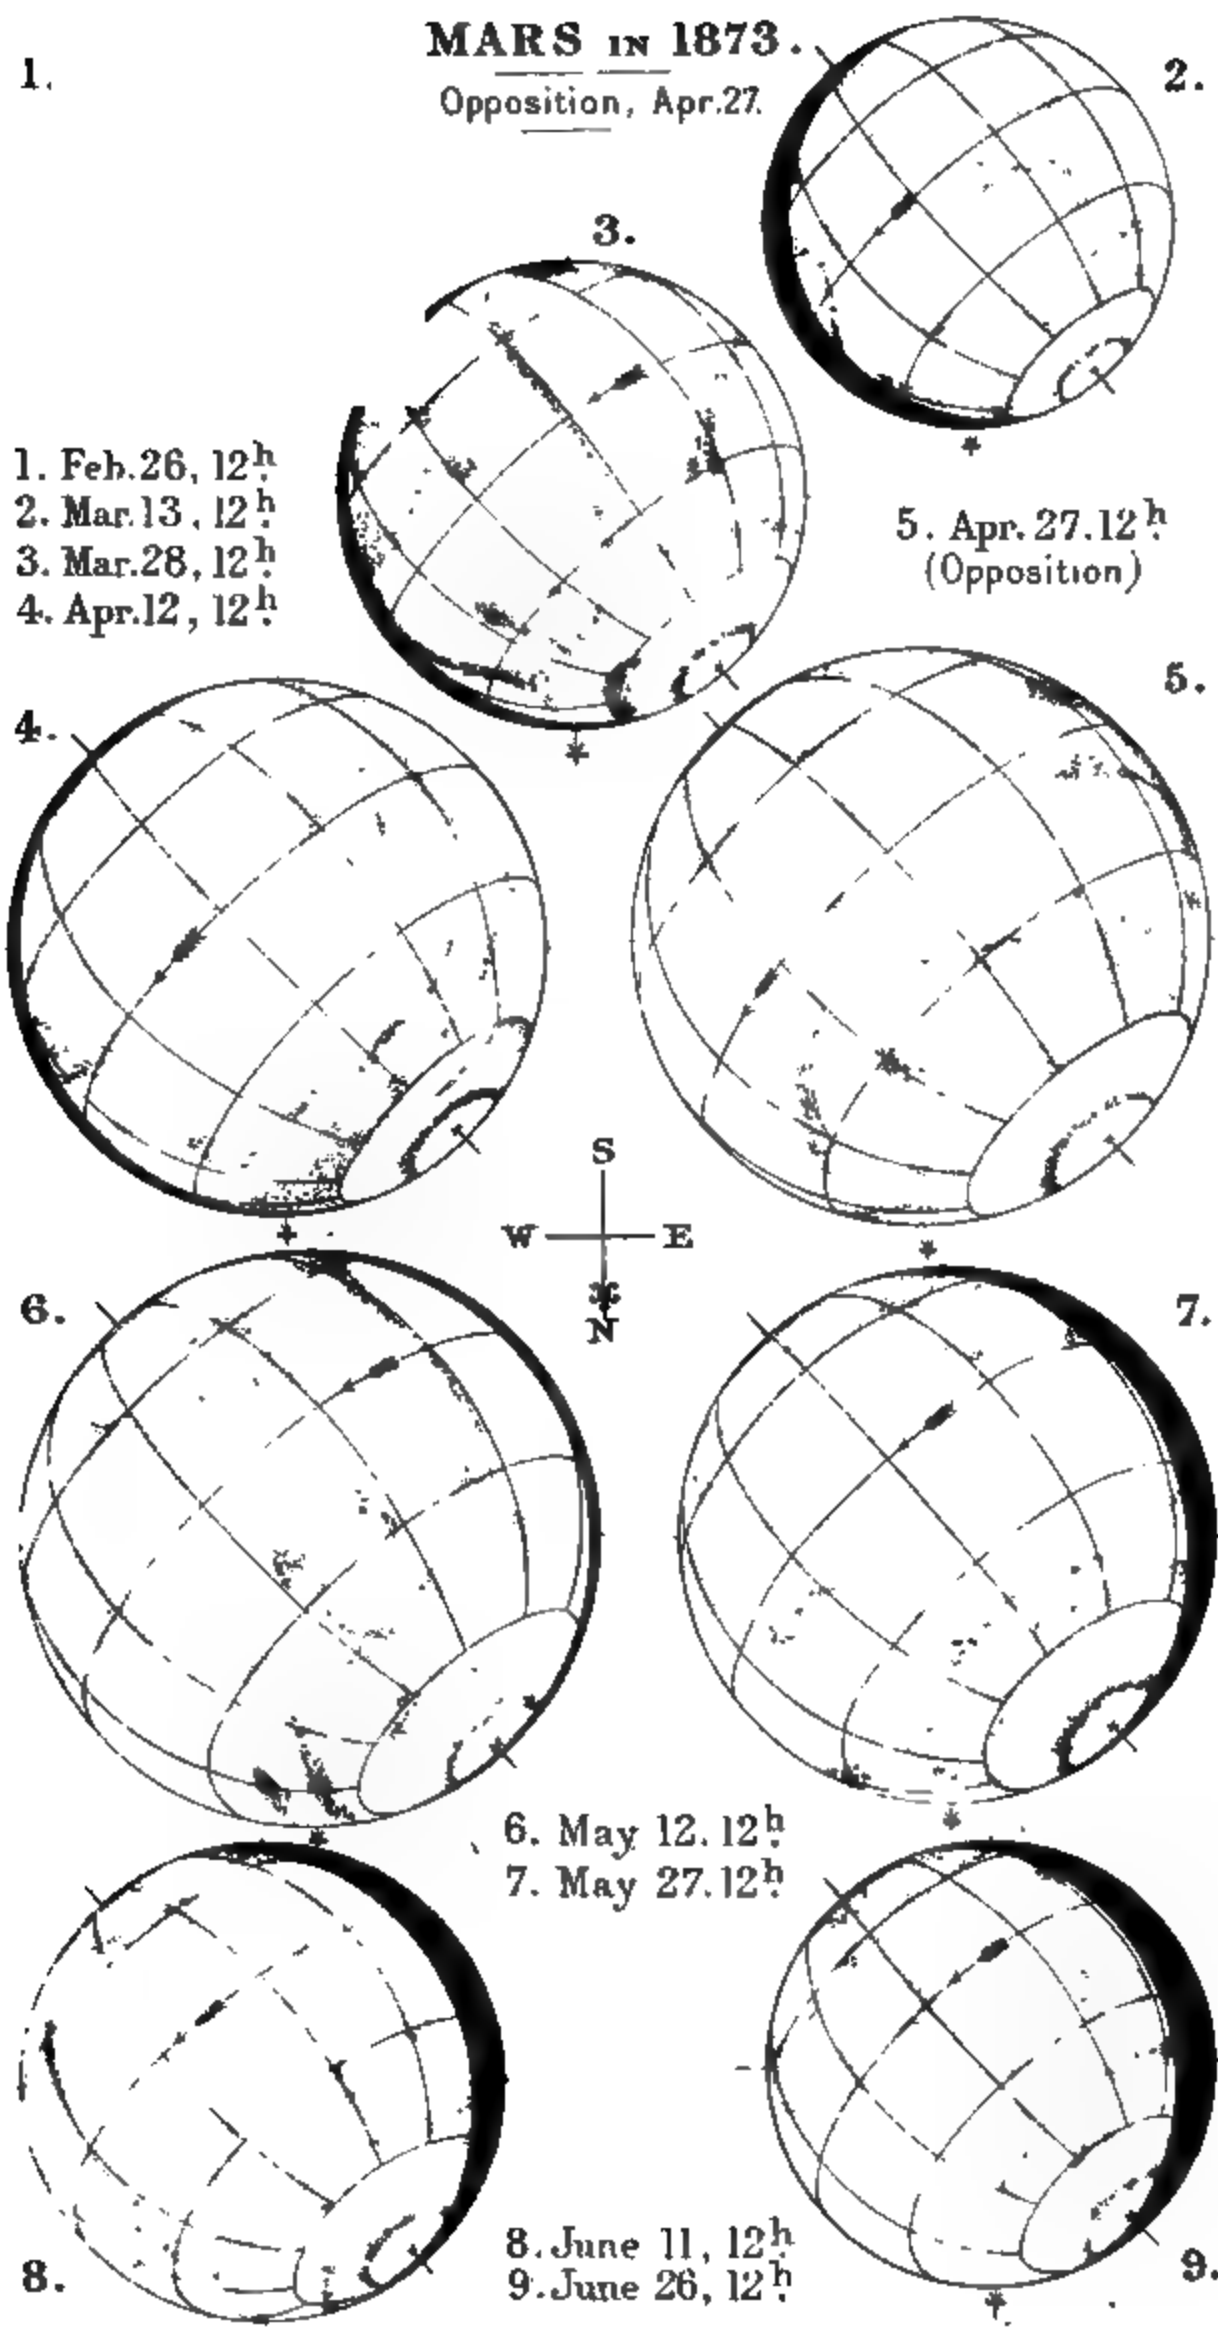 MARS IN 1873.
Opposition, Apr.27.
1.
2.
3.
1. Feb.26, 12h.
2. Mar.13, 12h.
3. Mar.28, 12h.
4. Apr.12, 12h.
5. Apr.27.12h.
(Opposition)
4.
5.
S
W E
N
6.
7.
6. May 12.12h.
7. May 27.12h.
8. June 11, 12h.
9. June 26, 12h.
8.
9.